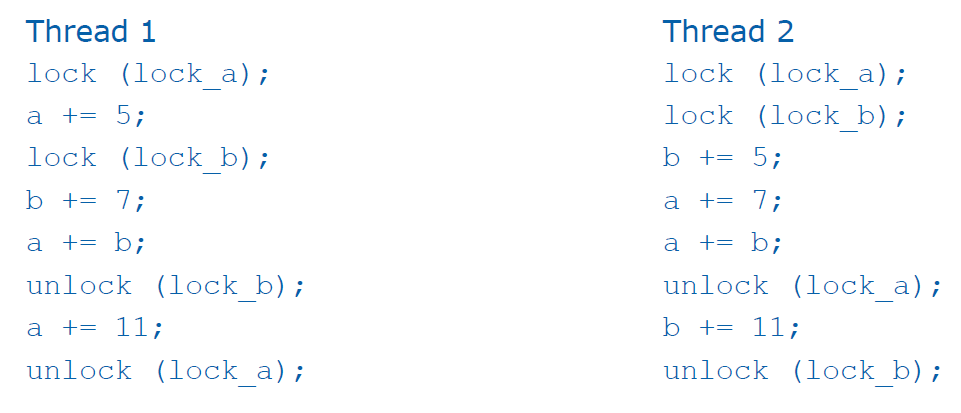 Thread 1
lock (lock_a);
a += 5;
lock (lock_b);
b += 7;
a += b;
unlock (lock_b);
a += 11;
unlock (lock_a);
Thread 2
lock (lock_a);
lock (lock_b);
b += 5;
a += 7;
a += b;
unlock (lock_a);
b += 11;
unlock (lock_b);